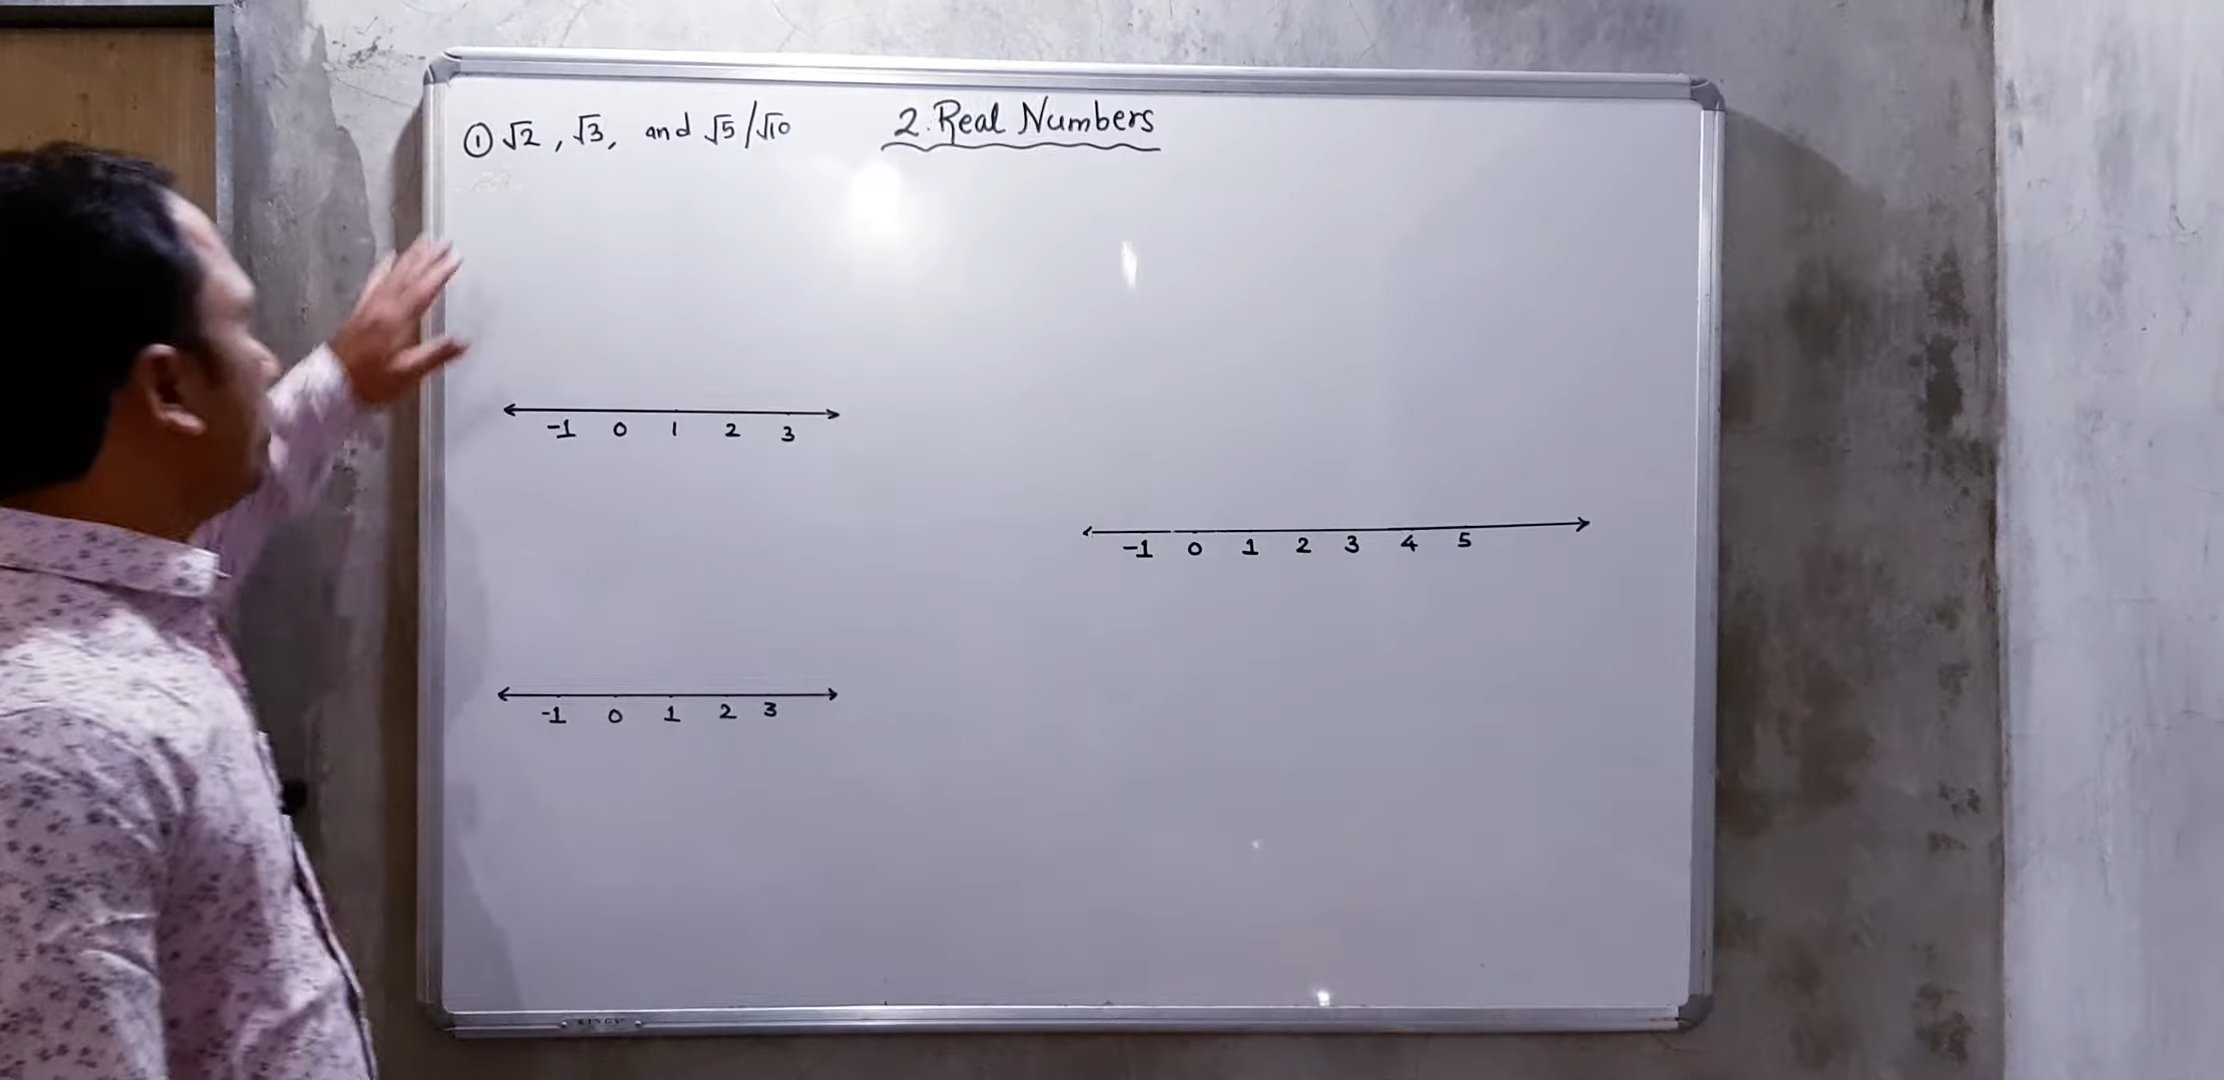 ① √2, √3, and √5/√10
2. Real Numbers
-1 0 1 2 3
-1 0 1 2 3 4 5
-1 0 1 2 3